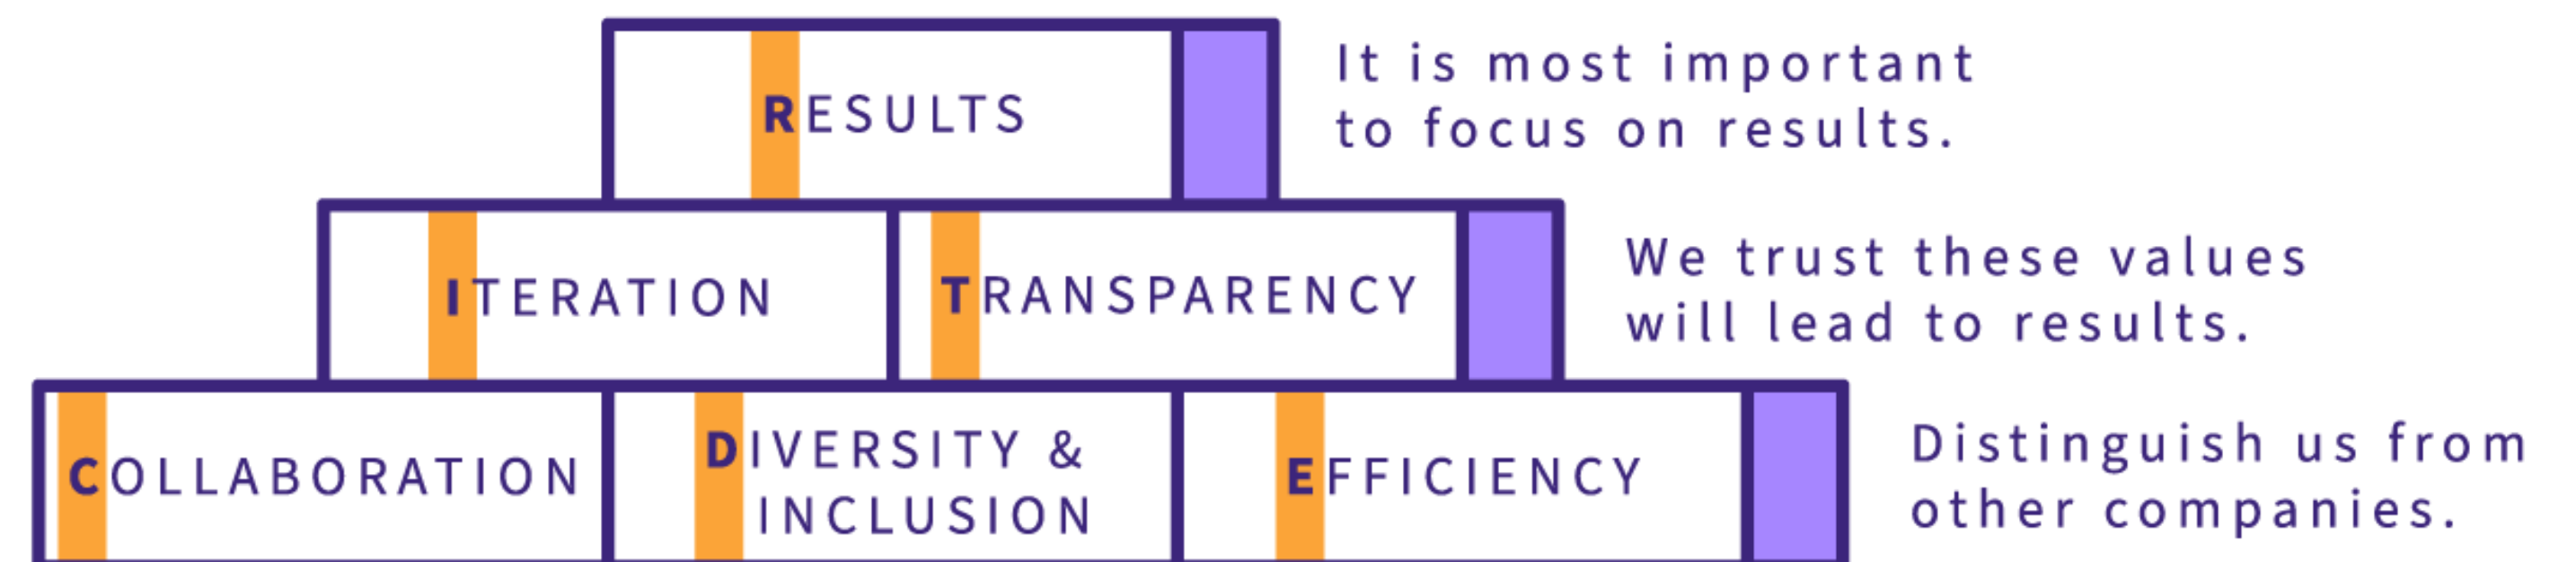 RESULTS
It is most important
to focus on results.
ITERATION
TRANSPARENCY
We trust these values
will lead to results.
COLLABORATION
DIVERSITY &
INCLUSION
EFFICIENCY
Distinguish us from
other companies.